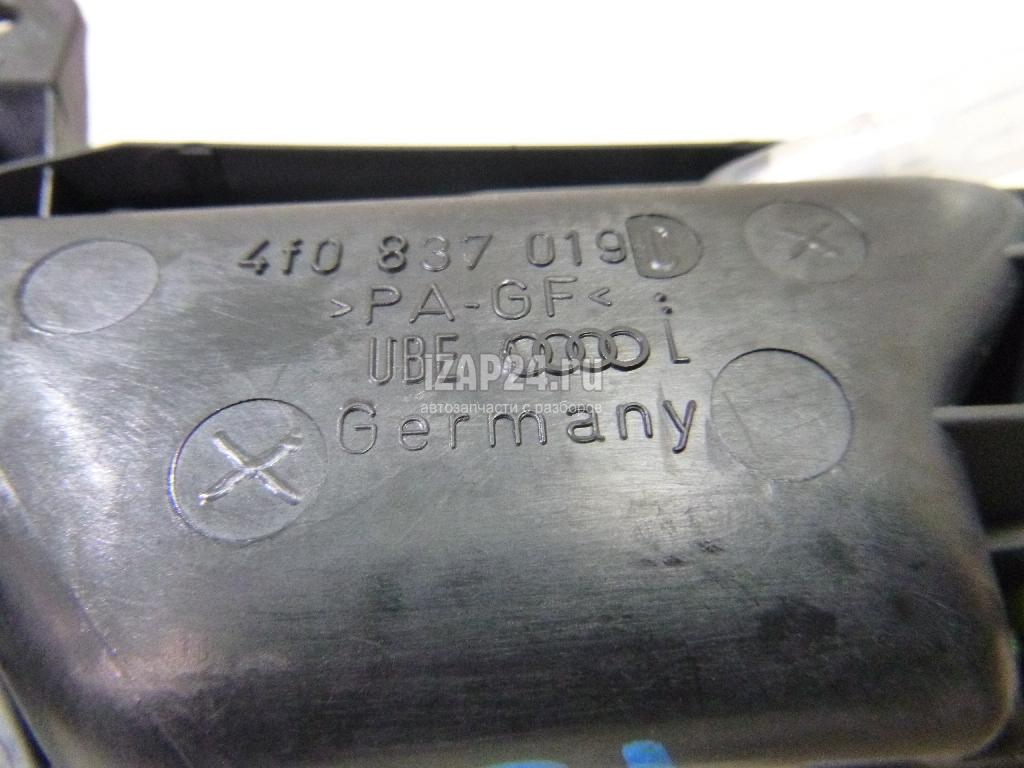 4f0 837 019 D
>PA-GF<
UBE i
IZAP24.ru
автозапчасти с разборов
Germany